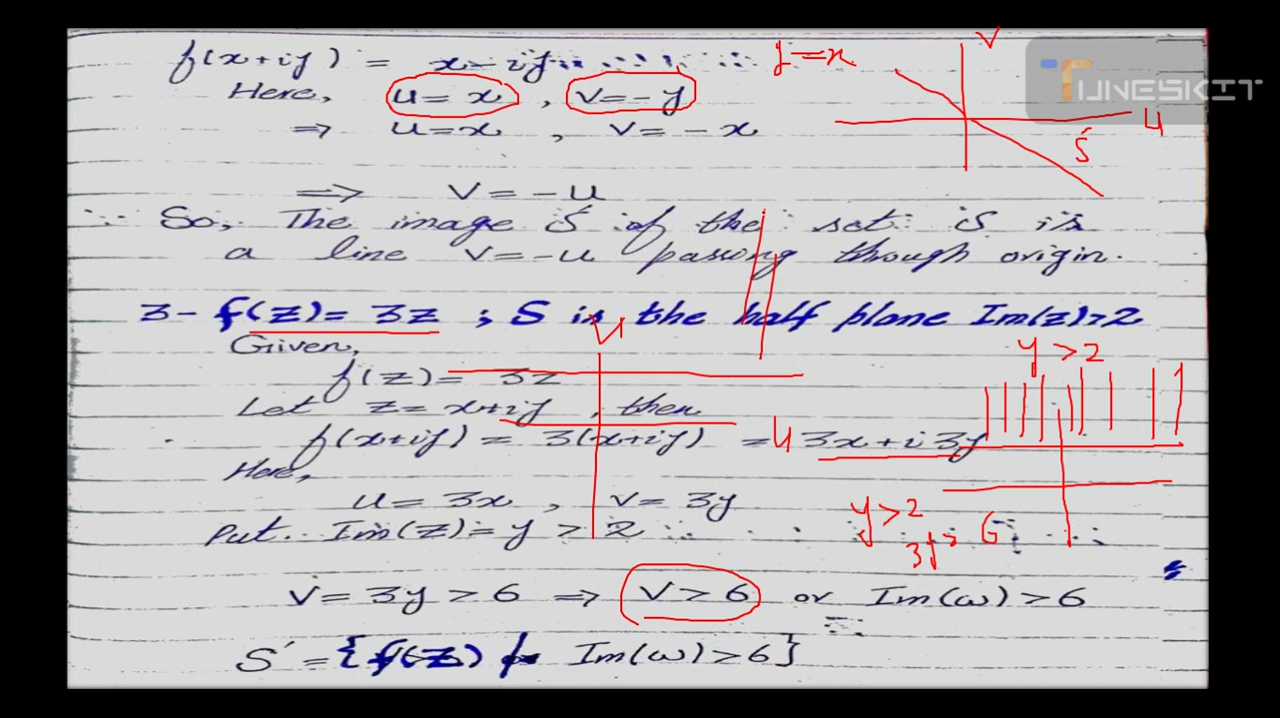 f(x+iy) = x-iy y=x V
TUNESKIT
Here, u=x , v=-y
U
⇒ u=x , v=-x
S'
⇒ v=-u
So, The image S' of the set S is
a line v=-u passing though origin.
3- f(z)=3z ; S is the half plane Im(z)>2
Given,
V
y>2
f(z)= 3z
Let z=x+iy , then
f(x+iy) = 3(x+iy) = 3x+i3y
U
Here,
u=3x , v=3y
y>2
Put Im(z)=y > 2
3y> 6
v=3y>6 ⇒ v>6 or Im(w)>6
S'={f(z) Im(w)>6}